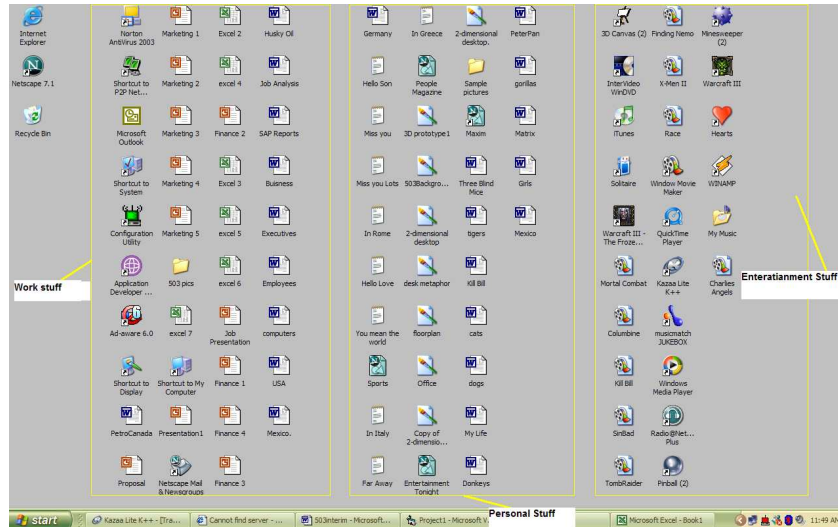 Internet
Explorer
Netscape 7.1
Recycle Bin
Norton
AntiVirus 2003
Shortcut to
P2P Net...
Microsoft
Outlook
Shortcut to
System
Configuration
Utility
Application
Developer ...
Ad-aware 6.0
Shortcut to
Display
PetroCanada
Proposal
Marketing 1
Marketing 2
Marketing 3
Marketing 4
Marketing 5
503 pics
excel 7
Shortcut to My
Computer
Presentation1
Netscape Mail
& Newsgroups
Excel 2
excel 4
Finance 2
Excel 3
excel 5
excel 6
Job
Presentation
Finance 1
Finance 4
Finance 3
Husky Oil
Job Analysis
SAP Reports
Buisness
Executives
Employees
computers
USA
Mexico.
Work stuff
Germany
Hello Son
Miss you
Miss you Lots
In Rome
Hello Love
You mean the
world
Sports
In Italy
Far Away
In Greece
People
Magazine
3D prototype1
503Backgro...
2-dimensional
desktop
desk metaphor
floorplan
Office
Copy of
2-dimensio...
Entertainment
Tonight
2-dimensional
desktop.
Sample
pictures
Maxim
Three Blind
Mice
tigers
Kill Bill
cats
dogs
My Life
Donkeys
PeterPan
gorillas
Matrix
Girls
Mexico
Personal Stuff
3D Canvas (2)
InterVideo
WinDVD
iTunes
Solitaire
Warcraft III -
The Froze...
Mortal Combat
Columbine
Kill Bill
SinBad
TombRaider
Finding Nemo
X-Men II
Race
Window Movie
Maker
QuickTime
Player
Kazaa Lite
K++
musicmatch
JUKEBOX
Windows
Media Player
Radio@Net...
Plus
Pinball (2)
Minesweeper
(2)
Warcraft III
Hearts
WINAMP
My Music
Charlies
Angels
Enteratianment Stuff
start
Kazaa Lite K++ - [Tra...
Cannot find server - ...
503interim - Microsoft...
Project1 - Microsoft V...
Microsoft Excel - Book1
11:49 AM